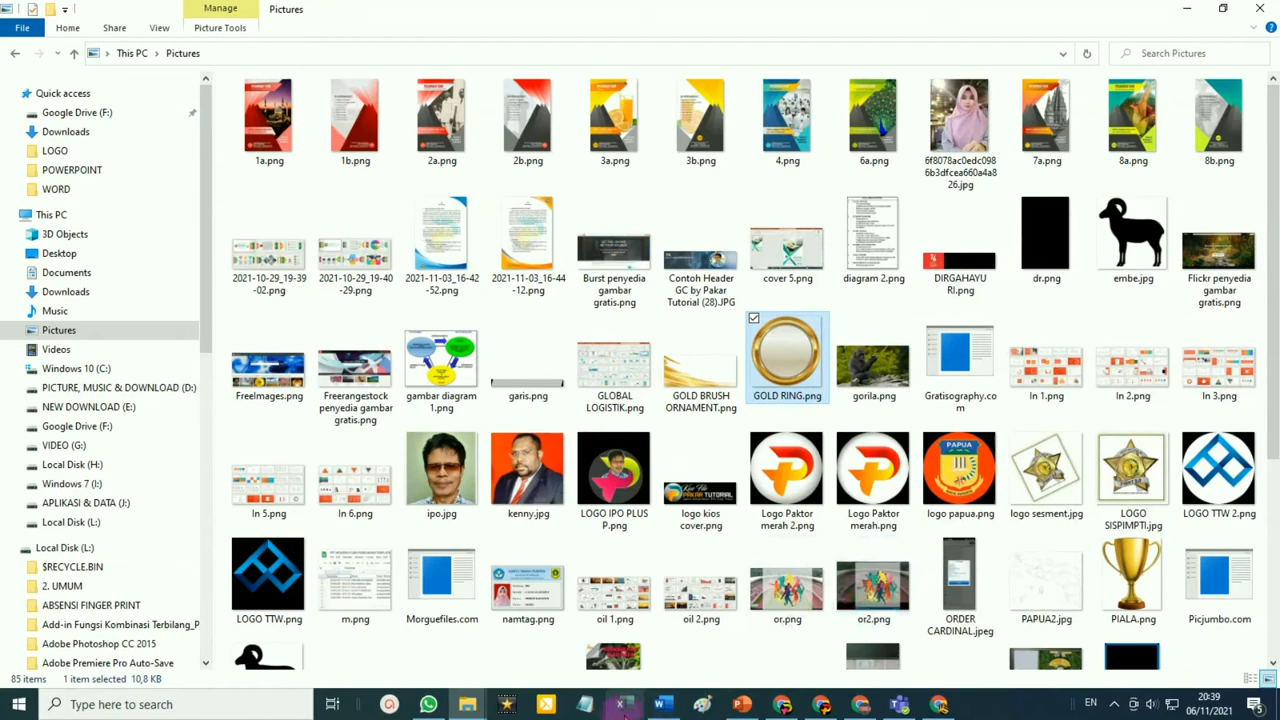 Manage
Pictures
File
Home
Share
View
Picture Tools
This PC
Pictures
Search Pictures
Quick access
Google Drive (F:)
Downloads
LOGO
POWERPOINT
WORD
This PC
3D Objects
Desktop
Documents
Downloads
Music
Pictures
Videos
Windows 10 (C:)
PICTURE, MUSIC & DOWNLOAD (D:)
NEW DOWNLOAD (E:)
Google Drive (F:)
VIDEO (G:)
Local Disk (H:)
Windows 7 (I:)
APLIKASI & DATA (J:)
Local Disk (L:)
Local Disk (L:)
$RECYCLE.BIN
2. UMUM
ABSENSI FINGER PRINT
Add-in Fungsi Kombinasi Terbilang_P
Adobe Photoshop CC 2015
Adobe Premiere Pro Auto-Save
1a.png
1b.png
2a.png
2b.png
3a.png
3b.png
4.png
6a.png
6f8078ac0edc098
6b3dfcea660a4a8
26.jpg
7a.png
8a.png
8b.png
2021-10-29_19-39
-02.png
2021-10-29_19-40
-29.png
2021-11-03_16-42
-52.png
2021-11-03_16-44
-12.png
Burst penyedia
gambar
gratis.png
Contoh Header
GC by Pakar
Tutorial (28).JPG
cover 5.png
diagram 2.png
DIRGAHAYU
RI.png
dr.png
embe.jpg
Flickr penyedia
gambar
gratis.png
FreeImages.png
Freerangestock
penyedia gambar
gratis.png
gambar diagram
1.png
garis.png
GLOBAL
LOGISTIK.png
GOLD BRUSH
ORNAMENT.png
GOLD RING.png
gorila.png
Gratisography.co
m
In 1.png
In 2.png
In 3.png
In 5.png
In 6.png
ipo.jpg
kenny.jpg
LOGO IPO PLUS
P.png
logo kios
cover.png
Logo Paktor
merah 2.png
Logo Paktor
merah.png
PAPUA
logo papua.png
logo sesment.jpg
LOGO
SISPIMPTI.jpg
LOGO TTW 2.png
LOGO TTW.png
m.png
Morguefiles.com
namtag.png
oil 1.png
oil 2.png
or.png
or2.png
ORDER
CARDINAL.jpeg
PAPUA2.jpg
PIALA.png
Picjumbo.com
85 items
1 item selected 10,8 KB
Type here to search
EN
20:39
06/11/2021
5